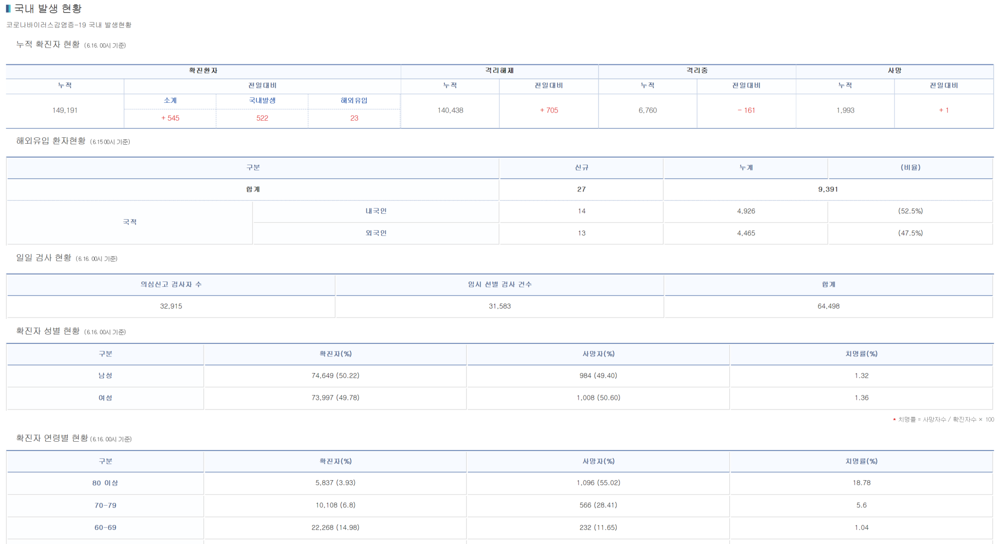 국내 발생 현황
코로나바이러스감염증-19 국내 발생현황
누적 확진자 현황 (6.16. 00시 기준)
확진환자 격리해제 격리중 사망
누적 전일대비 누적 전일대비 누적 전일대비 누적 전일대비
소계 국내발생 해외유입
149,191 140,438 + 705 6,760 - 161 1,993 + 1
+ 545 522 23
해외유입 환자현황 (6.15 00시 기준)
구분 신규 누계 (비율)
합계 27 9,391
국적
내국인 14 4,926 (52.5%)
외국인 13 4,465 (47.5%)
일일 검사 현황 (6.16. 00시 기준)
의심신고 검사자 수 임시 선별 검사 건수 합계
32,915 31,583 64,498
확진자 성별 현황 (6.16. 00시 기준)
구분 확진자(%) 사망자(%) 치명률(%)
남성 74,649 (50.22) 984 (49.40) 1.32
여성 73,997 (49.78) 1,008 (50.60) 1.36
* 치명률 = 사망자수 / 확진자수 × 100
확진자 연령별 현황 (6.16. 00시 기준)
구분 확진자(%) 사망자(%) 치명률(%)
80 이상 5,837 (3.93) 1,096 (55.02) 18.78
70-79 10,108 (6.8) 566 (28.41) 5.6
60-69 22,268 (14.98) 232 (11.65) 1.04